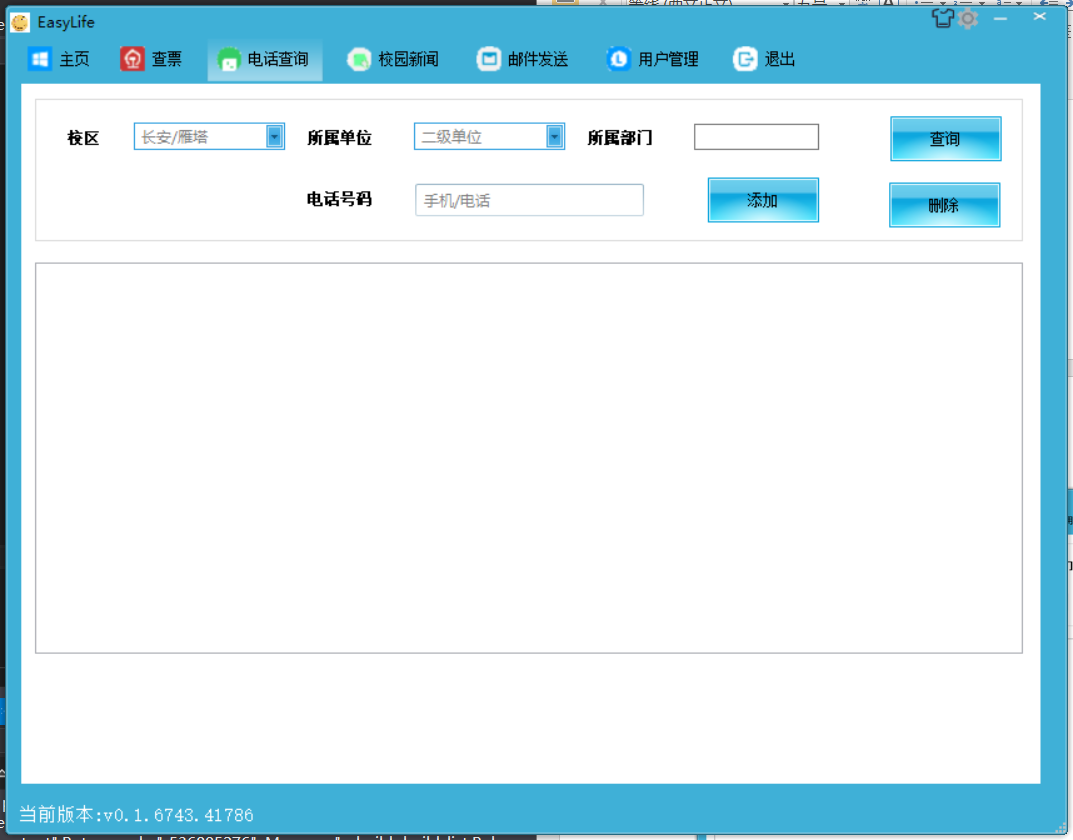 EasyLife
主页 查票 电话查询 校园新闻 邮件发送 用户管理 退出
校区 长安/雁塔 所属单位 二级单位 所属部门 查询
电话号码 手机/电话 添加 删除
当前版本:v0.1.6743.41786